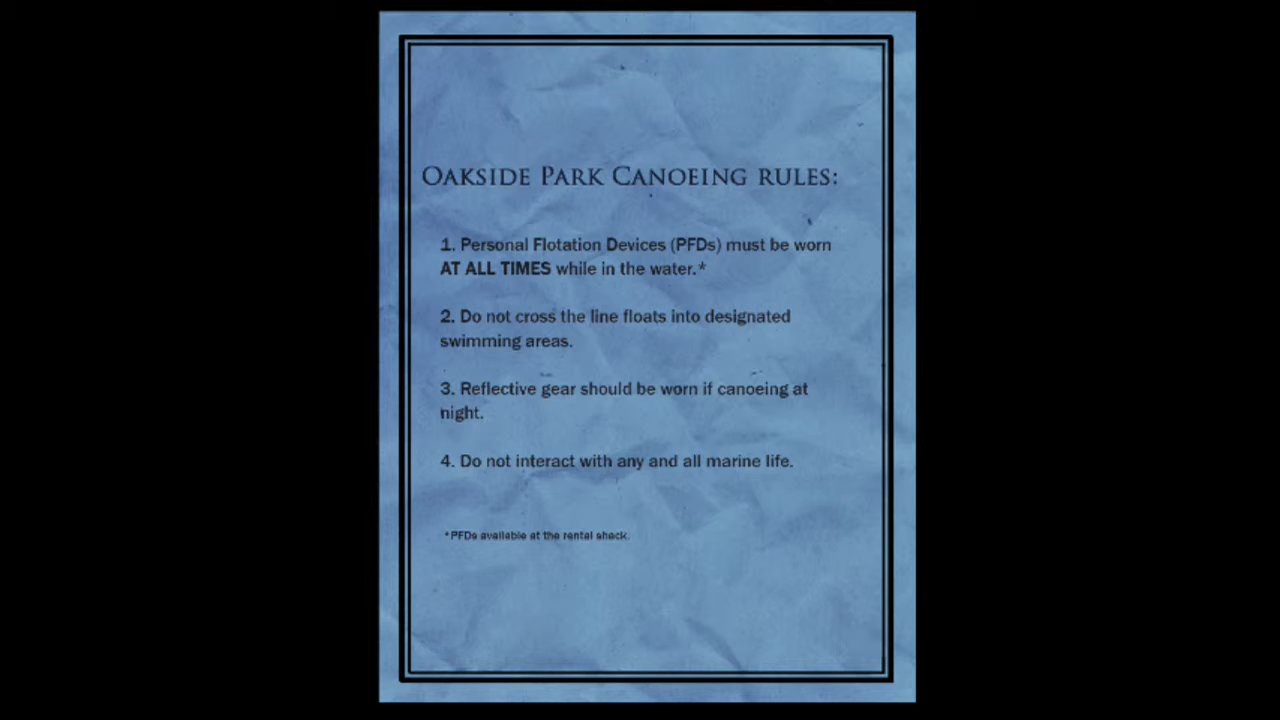 OAKSIDE PARK CANOEING RULES:
1. Personal Flotation Devices (PFDs) must be worn
AT ALL TIMES while in the water.*
2. Do not cross the line floats into designated
swimming areas.
3. Reflective gear should be worn if canoeing at
night.
4. Do not interact with any and all marine life.
*PFDs available at the rental shack.